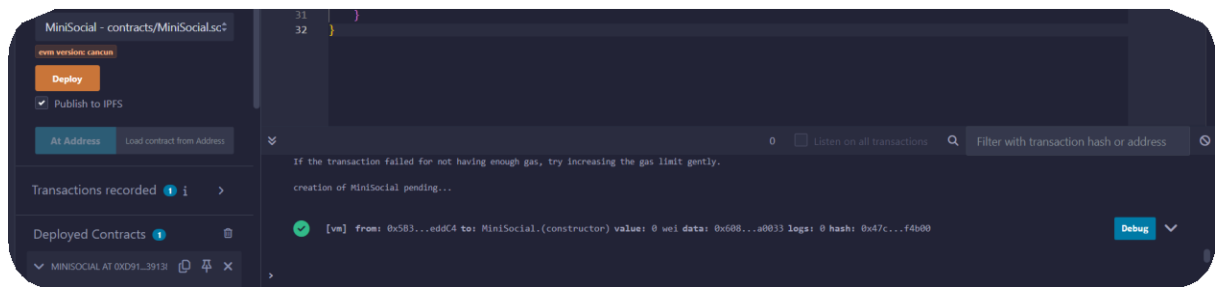 MiniSocial - contracts/MiniSocial.sc
evm version: cancun
Deploy
Publish to IPFS
At Address
Load contract from Address
Transactions recorded 1 i
Deployed Contracts 1
MINISOCIAL AT 0XD91...3913
31 }
32 }
0
Listen on all transactions
Filter with transaction hash or address
If the transaction failed for not having enough gas, try increasing the gas limit gently.
creation of MiniSocial pending...
[vm] from: 0x5B3...eddC4 to: MiniSocial.(constructor) value: 0 wei data: 0x608...a0033 logs: 0 hash: 0x47c...f4b00
Debug
>